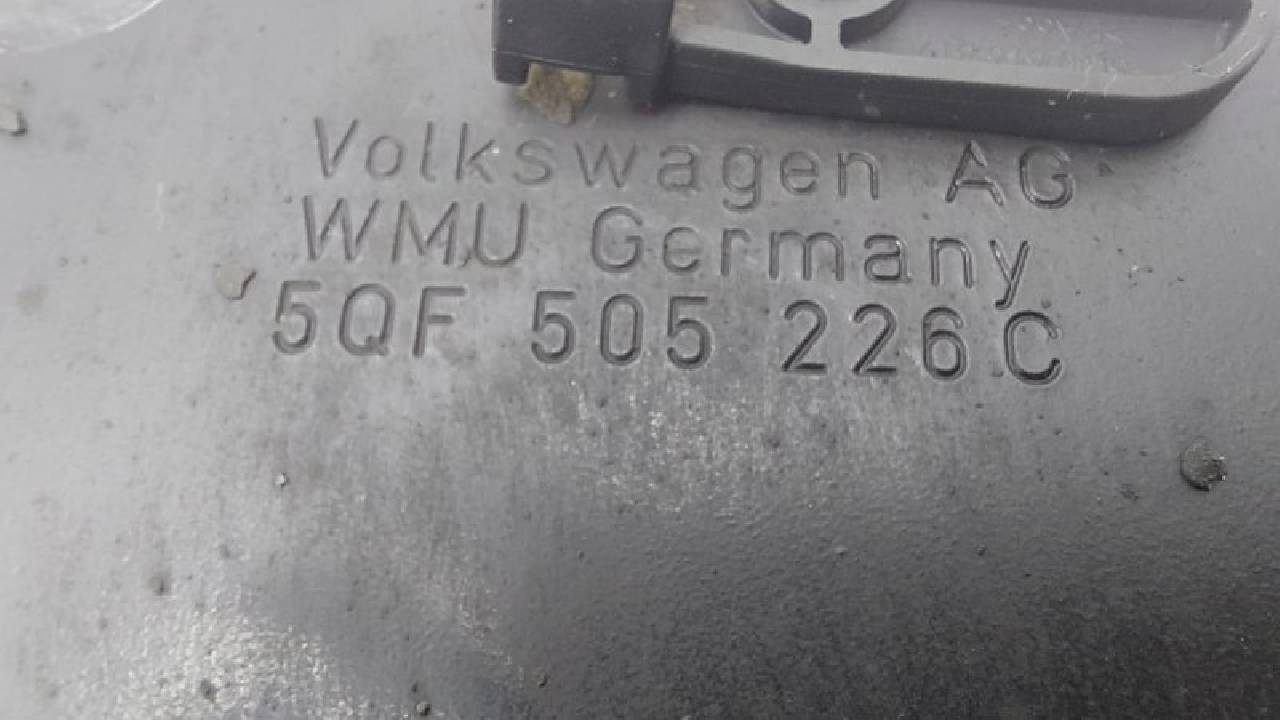 Volkswagen AG
WMU Germany
5QF 505 226 C